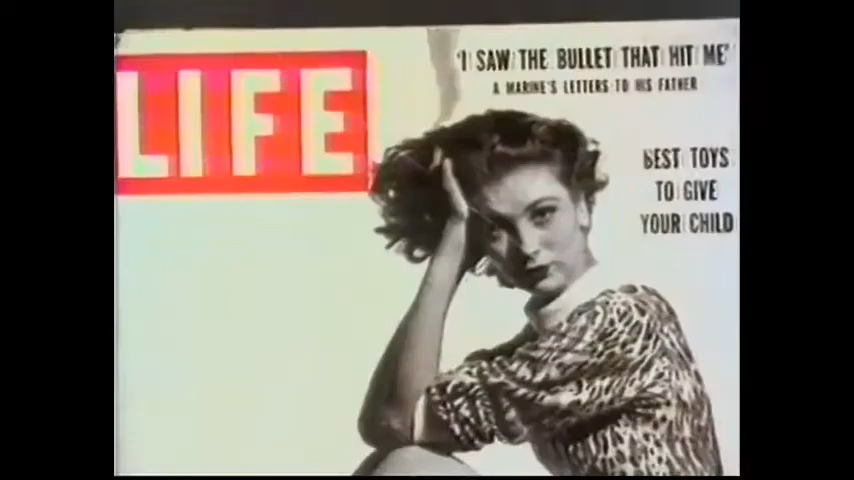 LIFE
'I SAW THE BULLET THAT HIT ME'
A MARINE'S LETTERS TO HIS FATHER
BEST TOYS
TO GIVE
YOUR CHILD